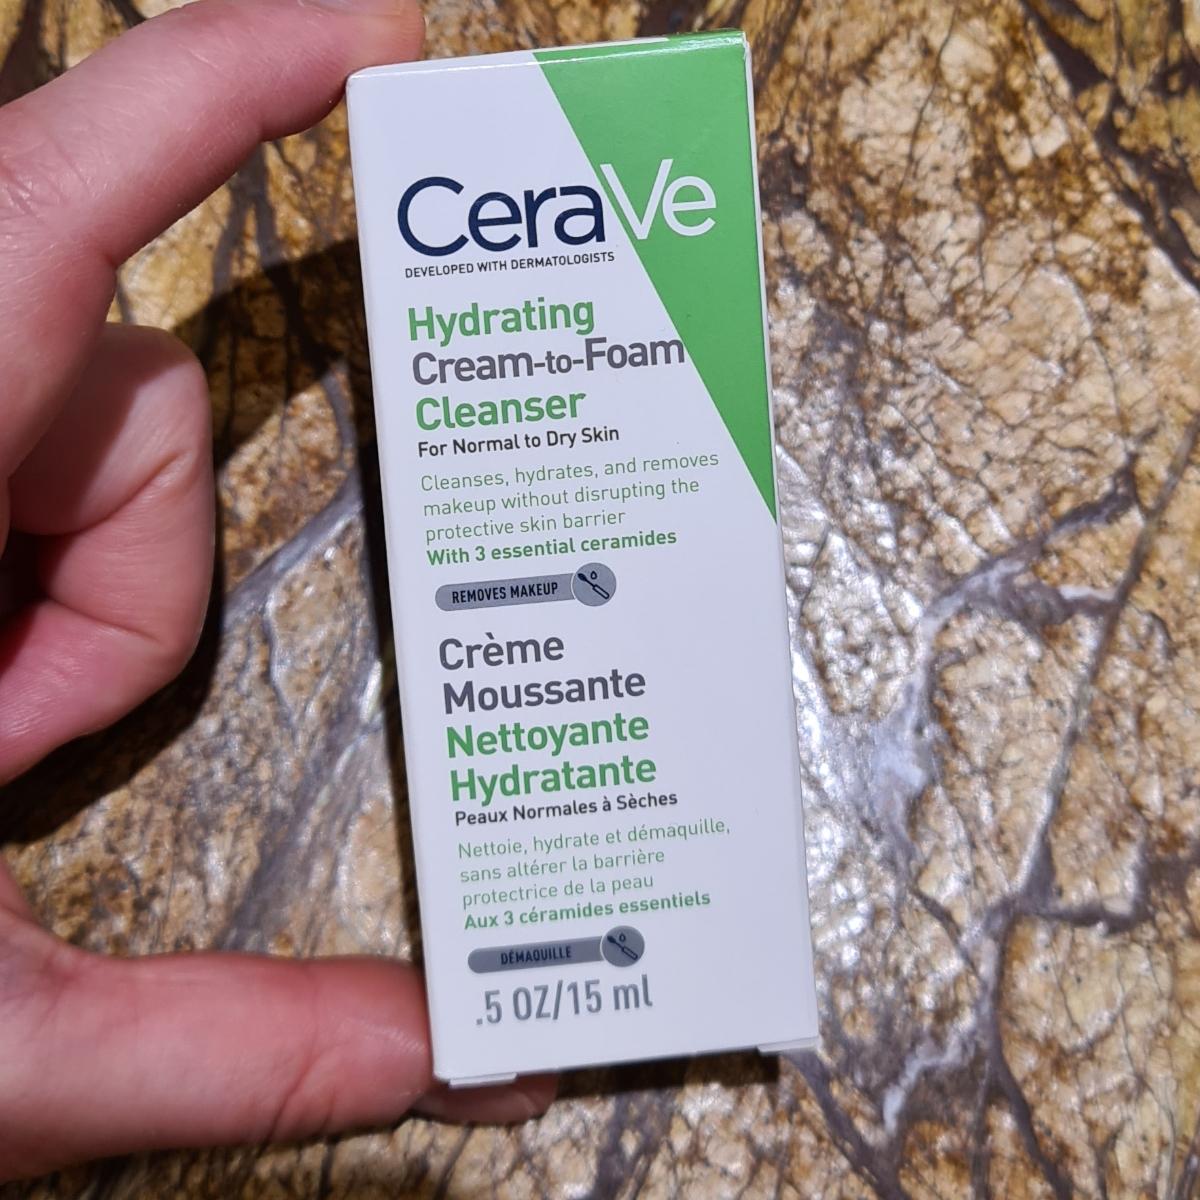 CeraVe
DEVELOPED WITH DERMATOLOGISTS
Hydrating
Cream-to-Foam
Cleanser
For Normal to Dry Skin
Cleanses, hydrates, and removes
makeup without disrupting the
protective skin barrier
With 3 essential ceramides
REMOVES MAKEUP
Crème
Moussante
Nettoyante
Hydratante
Peaux Normales à Sèches
Nettoie, hydrate et démaquille,
sans altérer la barrière
protectrice de la peau
Aux 3 céramides essentiels
DÉMAQUILLE
.5 OZ/15 ml